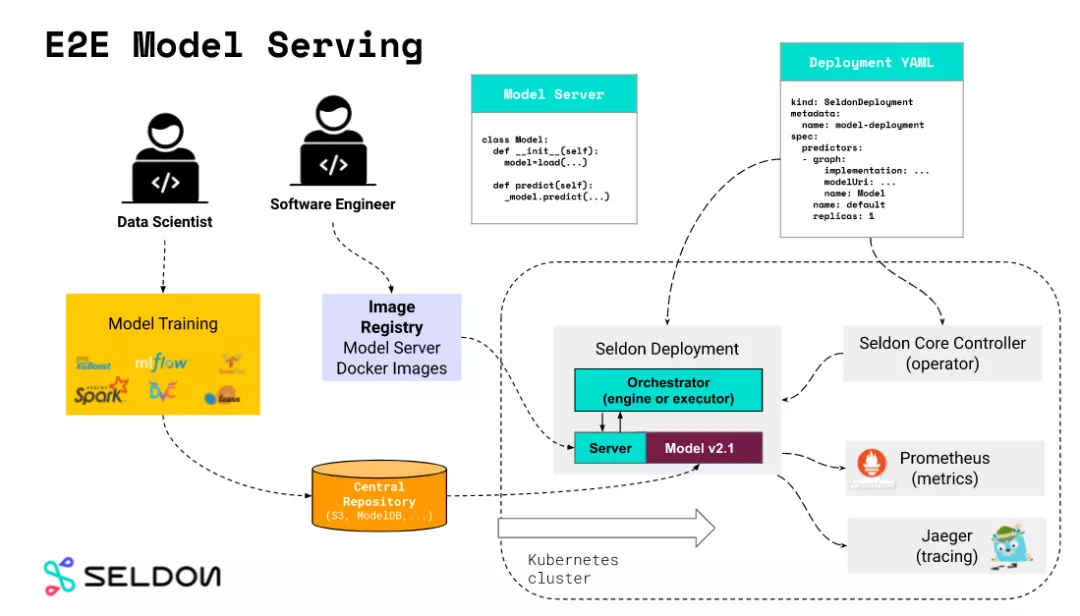 E2E Model Serving
Data Scientist
Software Engineer
Model Server
class Model:
  def __init__(self):
    model=load(...)
  def predict(self):
    _model.predict(...)
Deployment YAML
kind: SeldonDeployment
metadata:
  name: model-deployment
spec:
  predictors:
  - graph:
      implementation: ...
      modelUri: ...
      name: Model
    name: default
    replicas: 1
Model Training
XGBoost
mlflow
APACHE
Spark
DVC
learn
Image
Registry
Model Server
Docker Images
Central
Repository
(S3, ModelDB,...)
Seldon Deployment
Orchestrator
(engine or executor)
Server
Model v2.1
Seldon Core Controller
(operator)
Prometheus
(metrics)
Jaeger
(tracing)
Kubernetes
cluster
SELDON